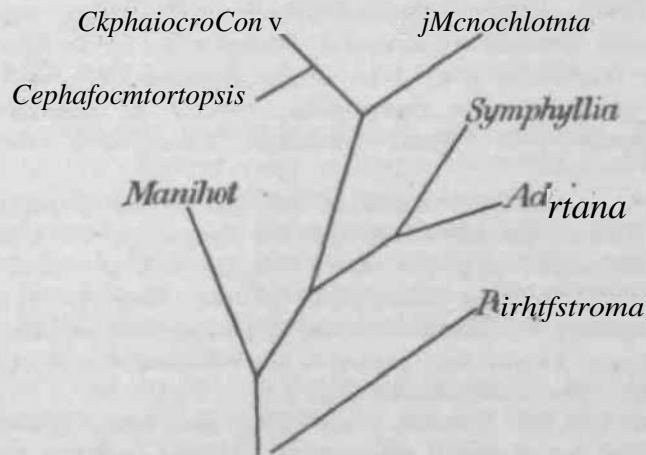 CkphaiocroCon v
jMcnochlotnta
Cephafocmtortopsis
Symphyllia
Manihot
Adrtana
Pirhtfstroma